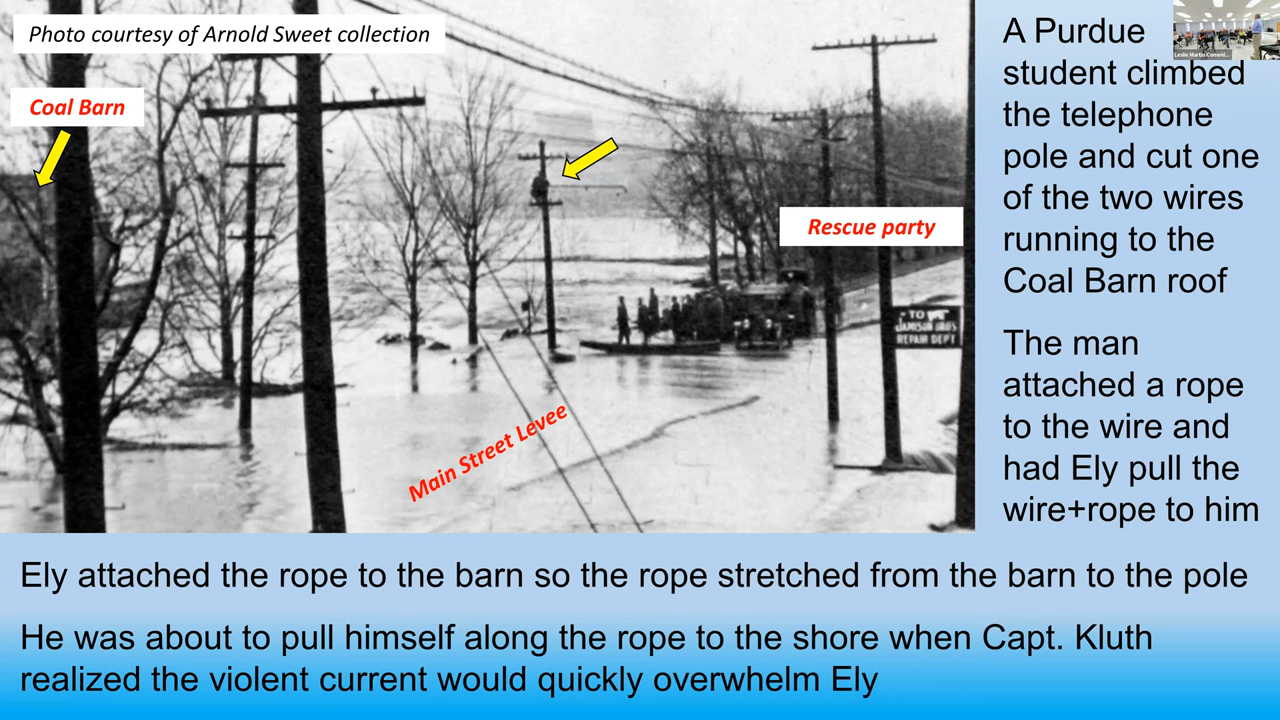 Photo courtesy of Arnold Sweet collection
Coal Barn
Rescue party
TO
JAMISON BRO'S
REPAIR DEPT
Main Street Levee
A Purdue
student climbed
the telephone
pole and cut one
of the two wires
running to the
Coal Barn roof
The man
attached a rope
to the wire and
had Ely pull the
wire+rope to him
Ely attached the rope to the barn so the rope stretched from the barn to the pole
He was about to pull himself along the rope to the shore when Capt. Kluth
realized the violent current would quickly overwhelm Ely
Leslie Martin Conwel...